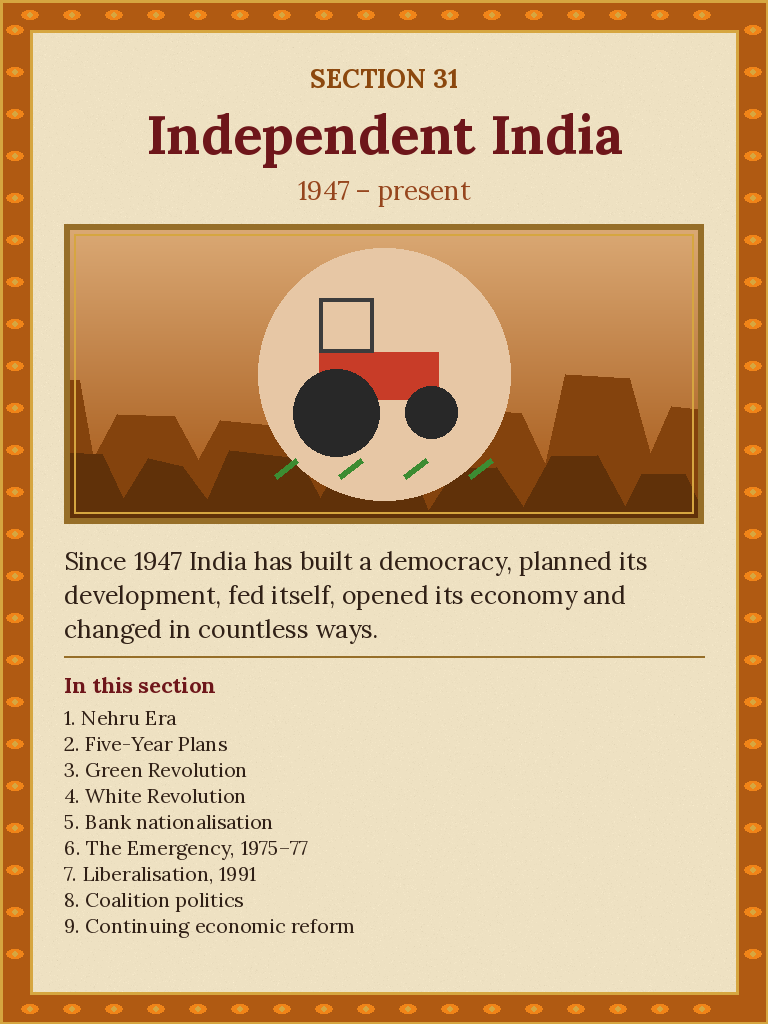 SECTION 31
Independent India
1947 – present
Since 1947 India has built a democracy, planned its
development, fed itself, opened its economy and
changed in countless ways.
In this section
1. Nehru Era
2. Five-Year Plans
3. Green Revolution
4. White Revolution
5. Bank nationalisation
6. The Emergency, 1975–77
7. Liberalisation, 1991
8. Coalition politics
9. Continuing economic reform